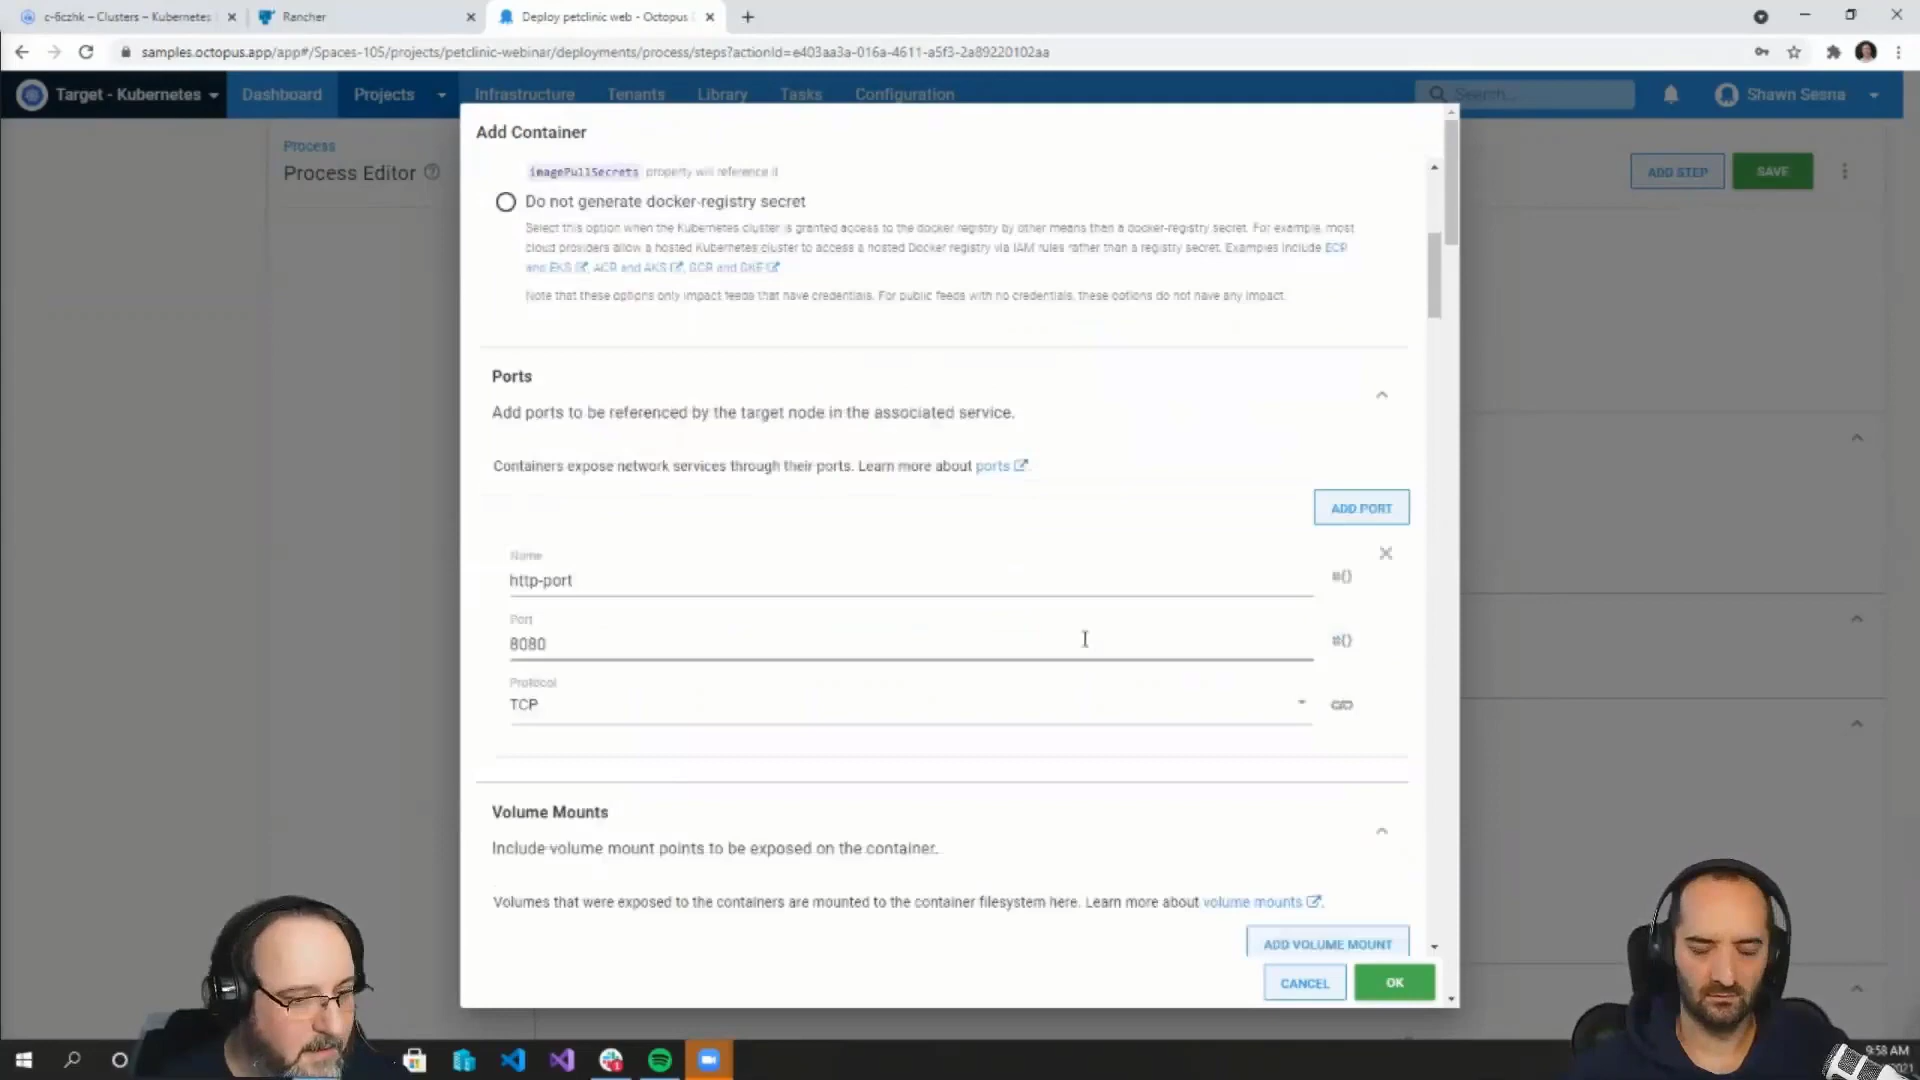 c-6czhk – Clusters – Kubernetes
Rancher
Deploy petclinic web - Octopus
samples.octopus.app/app#/Spaces-105/projects/petclinic-webinar/deployments/process/steps?actionId=e403aa3a-016a-4611-a5f3-2a89220102aa
Target - Kubernetes
Dashboard
Projects
Infrastructure
Tenants
Library
Tasks
Configuration
Search...
Shawn Sesna
Process
Process Editor
ADD STEP
SAVE
Add Container
imagePullSecrets property will reference it
Do not generate docker-registry secret
Select this option when the Kubernetes cluster is granted access to the docker registry by other means than a docker-registry secret. For example, most
cloud providers allow a hosted Kubernetes cluster to access a hosted Docker registry via IAM rules rather than a registry secret. Examples include ECR
and EKS, ACR and AKS, GCR and GKE
Note that these options only impact feeds that have credentials. For public feeds with no credentials, these options do not have any impact.
Ports
Add ports to be referenced by the target node in the associated service.
Containers expose network services through their ports. Learn more about ports.
ADD PORT
Name
http-port
#{}
Port
8080
#{}
Protocol
TCP
Volume Mounts
Include volume mount points to be exposed on the container.
Volumes that were exposed to the containers are mounted to the container filesystem here. Learn more about volume mounts.
ADD VOLUME MOUNT
CANCEL
OK
9:58 AM